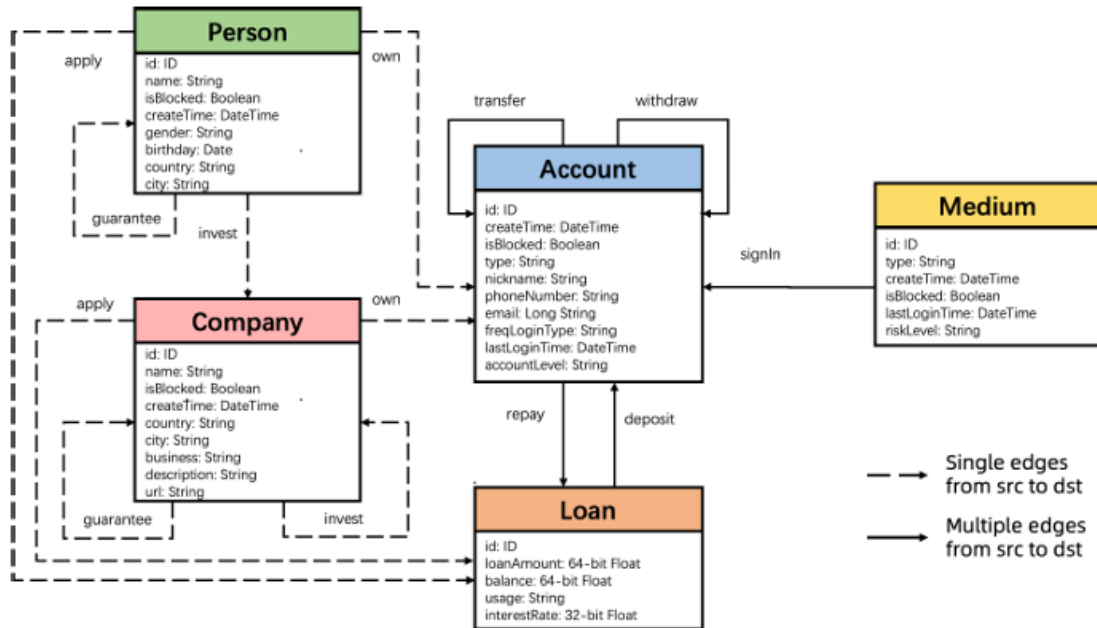 Person
id: ID
name: String
isBlocked: Boolean
createTime: DateTime
gender: String
birthday: Date
country: String
city: String
apply
own
guarantee
invest
transfer
withdraw
Account
id: ID
createTime: DateTime
isBlocked: Boolean
type: String
nickname: String
phoneNumber: String
email: Long String
freqLoginType: String
lastLoginTime: DateTime
accountLevel: String
signIn
Medium
id: ID
type: String
createTime: DateTime
isBlocked: Boolean
lastLoginTime: DateTime
riskLevel: String
apply
own
Company
id: ID
name: String
isBlocked: Boolean
createTime: DateTime
country: String
city: String
business: String
description: String
url: String
guarantee
invest
repay
deposit
Loan
id: ID
loanAmount: 64-bit Float
balance: 64-bit Float
usage: String
interestRate: 32-bit Float
Single edges
from src to dst
Multiple edges
from src to dst